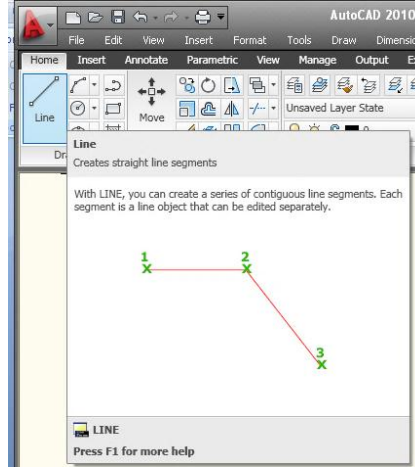 AutoCAD 2010
File Edit View Insert Format Tools Draw Dimensio
Home Insert Annotate Parametric View Manage Output E
Line
Move
Unsaved Layer State
Dr
Line
Creates straight line segments
With LINE, you can create a series of contiguous line segments. Each
segment is a line object that can be edited separately.
1 2
3
LINE
Press F1 for more help